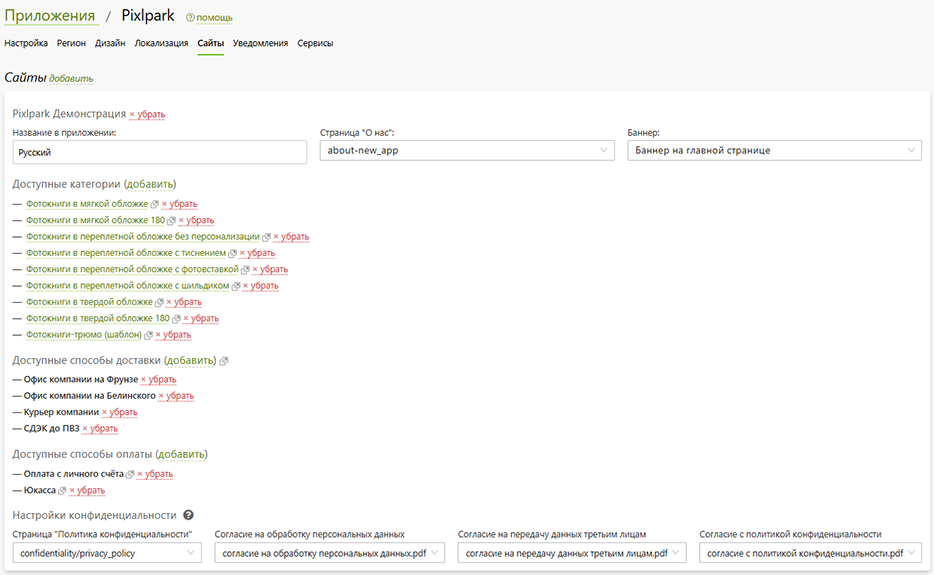 Приложения / Pixlpark помощь
Настройка Регион Дизайн Локализация Сайты Уведомления Сервисы
Сайты добавить
Pixlpark Демонстрация × убрать
Название в приложении: Страница "О нас": Баннер:
Русский about-new_app Баннер на главной странице
Доступные категории (добавить)
— Фотокниги в мягкой обложке × убрать
— Фотокниги в мягкой обложке 180 × убрать
— Фотокниги в переплетной обложке без персонализации × убрать
— Фотокниги в переплетной обложке с тиснением × убрать
— Фотокниги в переплетной обложке с фотовставкой × убрать
— Фотокниги в переплетной обложке с шильдиком × убрать
— Фотокниги в твердой обложке × убрать
— Фотокниги в твердой обложке 180 × убрать
— Фотокниги-трюмо (шаблон) × убрать
Доступные способы доставки (добавить)
— Офис компании на Фрунзе × убрать
— Офис компании на Белинского × убрать
— Курьер компании × убрать
— СДЭК до ПВЗ × убрать
Доступные способы оплаты (добавить)
— Оплата с личного счёта × убрать
— Юкасса × убрать
Настройки конфиденциальности ?
Страница "Политика конфиденциальности" Согласие на обработку персональных данных Согласие на передачу данных третьим лицам Согласие с политикой конфиденциальности
confidentiality/privacy_policy согласие на обработку персональных данных.pdf согласие на передачу данных третьим лицам.pdf согласие с политикой конфиденциальности.pdf